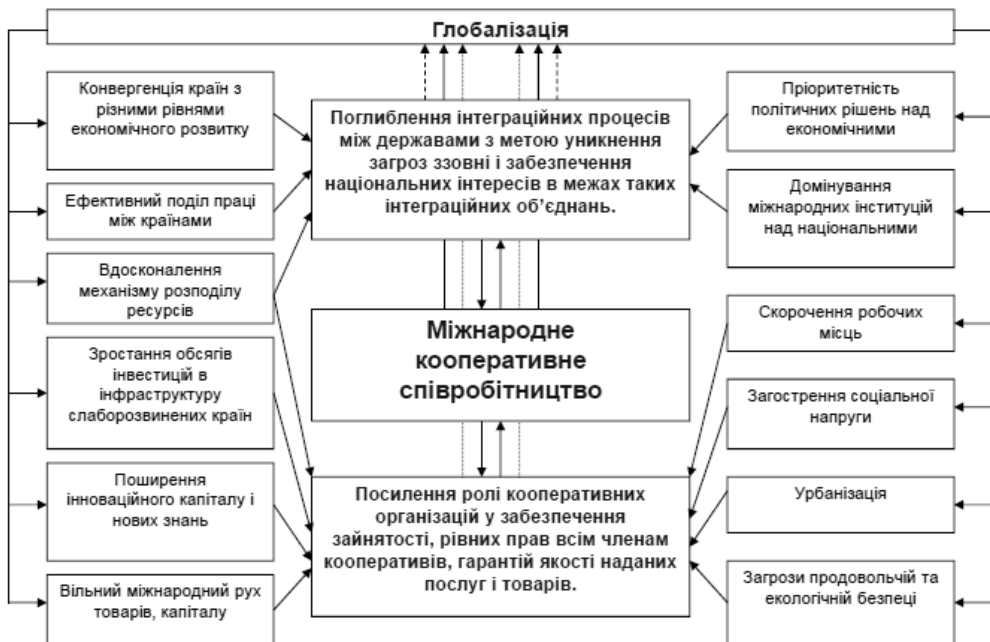 Глобалізація
Конвергенція країн з
різними рівнями
економічного розвитку
Ефективний поділ праці
між країнами
Вдосконалення
механізму розподілу
ресурсів
Зростання обсягів
інвестицій в
інфраструктуру
слаборозвинених країн
Поширення
інноваційного капіталу і
нових знань
Вільний міжнародний рух
товарів, капіталу
Поглиблення інтеграційних процесів
між державами з метою уникнення
загроз ззовні і забезпечення
національних інтересів в межах таких
інтеграційних об’єднань.
Міжнародне
кооперативне
співробітництво
Посилення ролі кооперативних
організацій у забезпечення
зайнятості, рівних прав всім членам
кооперативів, гарантій якості наданих
послуг і товарів.
Пріоритетність
політичних рішень над
економічними
Домінування
міжнародних інституцій
над національними
Скорочення робочих
місць
Загострення соціальної
напруги
Урбанізація
Загрози продовольчій та
екологічній безпеці